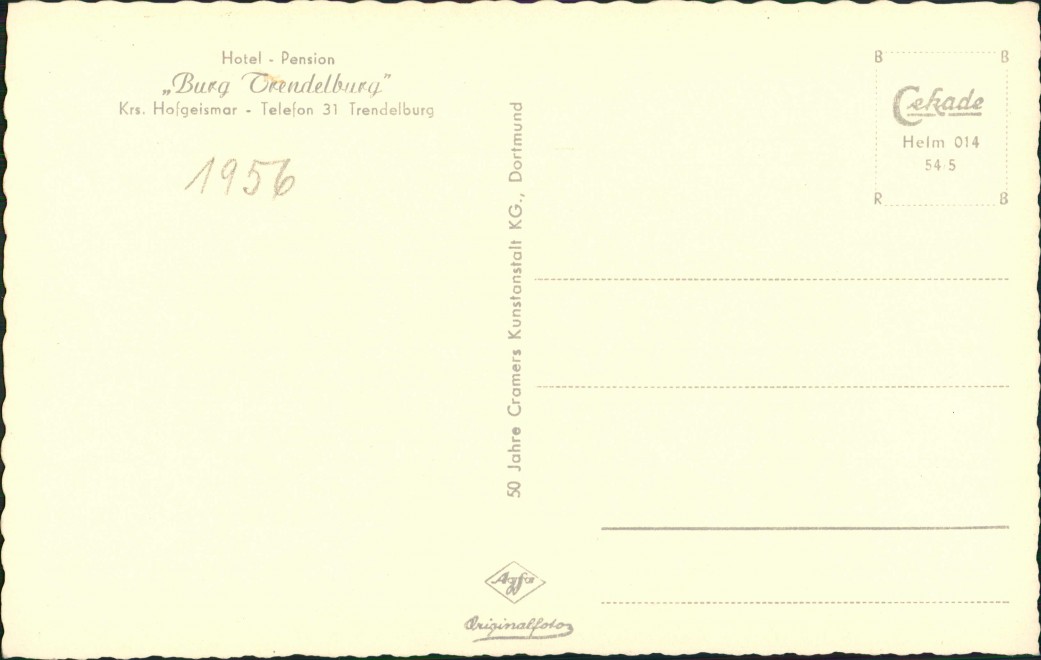 Hotel - Pension
„Burg Trendelburg”
Krs. Hofgeismar - Telefon 31 Trendelburg
1956
50 Jahre Cramers Kunstanstalt KG., Dortmund
B B
Cekade
Helm 014
54 5
R B
Agfa
Originalfoto